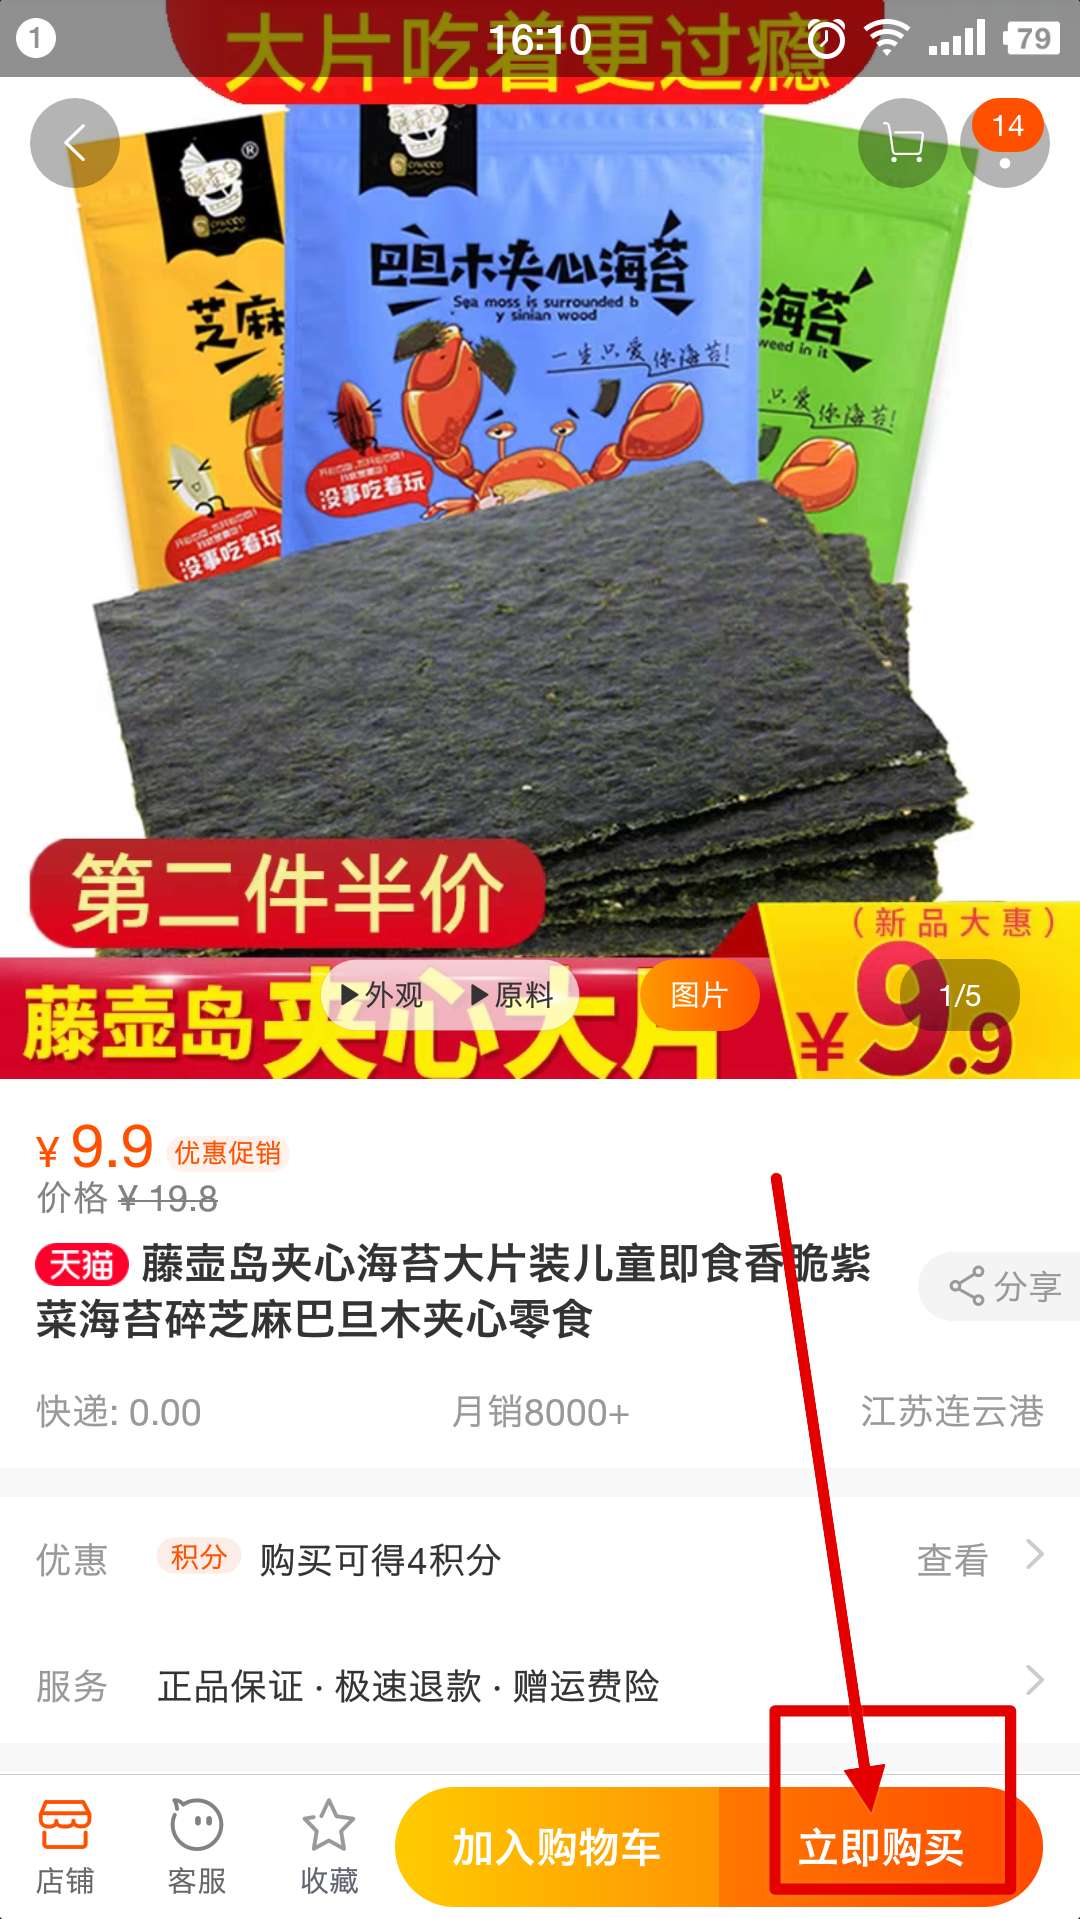 大片吃着更过瘾
1
16:10
79
14
芝麻
巴旦木夹心海苔
Sea moss is surrounded b
y sinian wood
一生只爱你海苔!
海苔
weed in it
只爱你海苔!
没事吃着玩
没事吃着玩
第二件半价
(新品大惠)
藤壶岛夹心大片
¥9.9
外观
原料
图片
1/5
¥ 9.9 优惠促销
价格 ¥ 19.8
天猫 藤壶岛夹心海苔大片装儿童即食香脆紫
菜海苔碎芝麻巴旦木夹心零食
分享
快递: 0.00 月销8000+ 江苏连云港
优惠 积分 购买可得4积分 查看
服务 正品保证 · 极速退款 · 赠运费险
店铺 客服 收藏 加入购物车 立即购买